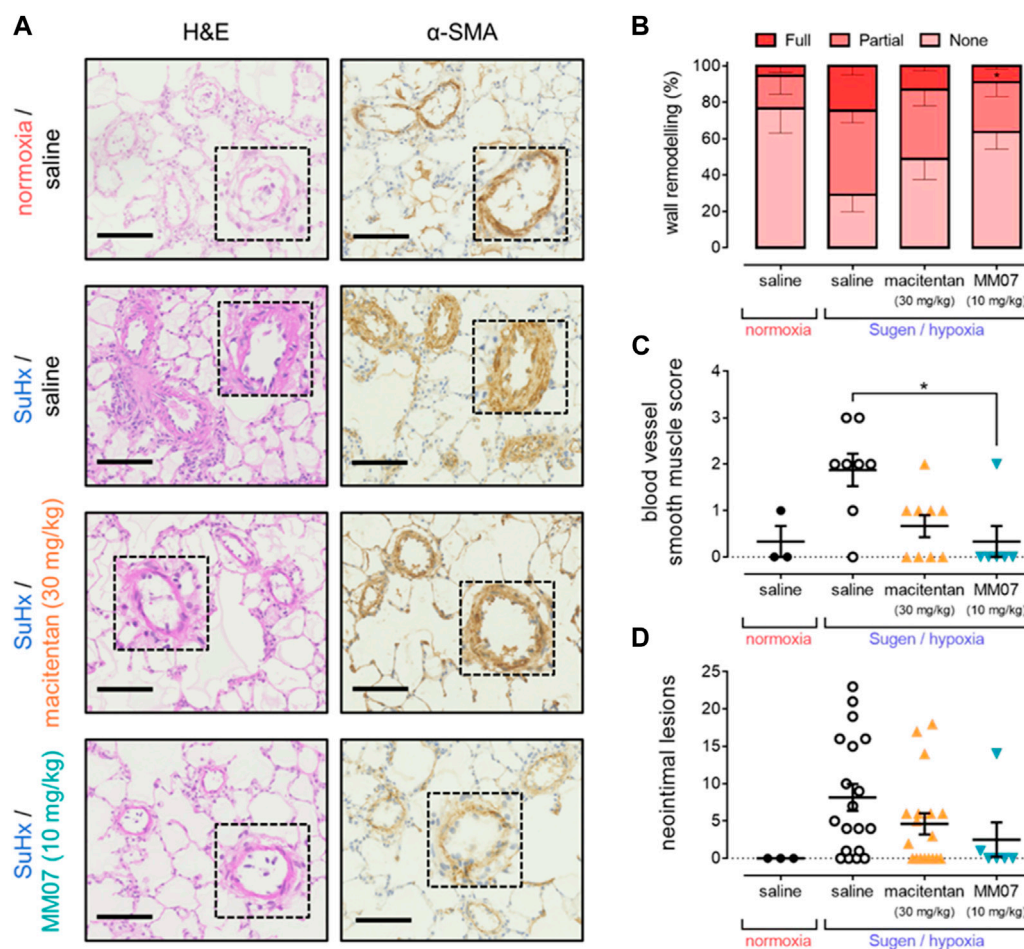 A
H&E
α-SMA
normoxia /
saline
SuHx /
saline
SuHx /
macitentan (30 mg/kg)
SuHx /
MM07 (10 mg/kg)
B
Full Partial None
wall remodelling (%)
100
80
60
40
20
0
*
saline saline macitentan MM07
(30 mg/kg) (10 mg/kg)
normoxia Sugen / hypoxia
C
blood vessel
smooth muscle score
4
3
2
1
0
*
saline saline macitentan MM07
(30 mg/kg) (10 mg/kg)
normoxia Sugen / hypoxia
D
neointimal lesions
25
20
15
10
5
0
saline saline macitentan MM07
(30 mg/kg) (10 mg/kg)
normoxia Sugen / hypoxia